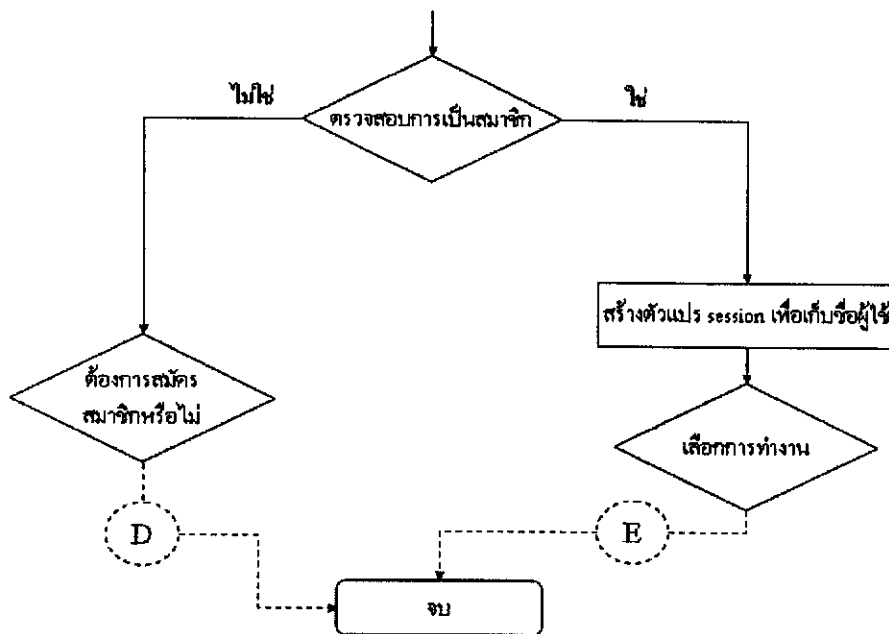 ไม่ใช่
ใช่
ตรวจสอบการเป็นสมาชิก
สร้างตัวแปร session เพื่อเก็บชื่อผู้ใช้
ต้องการสมัคร
สมาชิกหรือไม่
เลือกการทำงาน
D
E
จบ